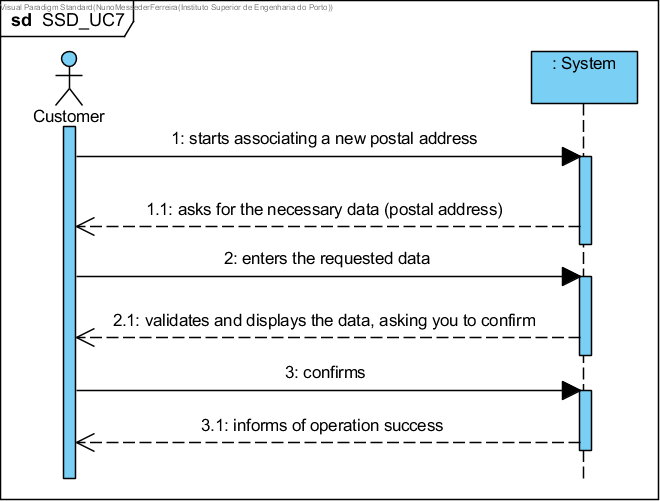 Visual Paradigm Standard(NunoMessederFerreira(Instituto Superior de Engenharia do Porto))
sd SSD_UC7
: System
Customer
1: starts associating a new postal address
1.1: asks for the necessary data (postal address)
2: enters the requested data
2.1: validates and displays the data, asking you to confirm
3: confirms
3.1: informs of operation success